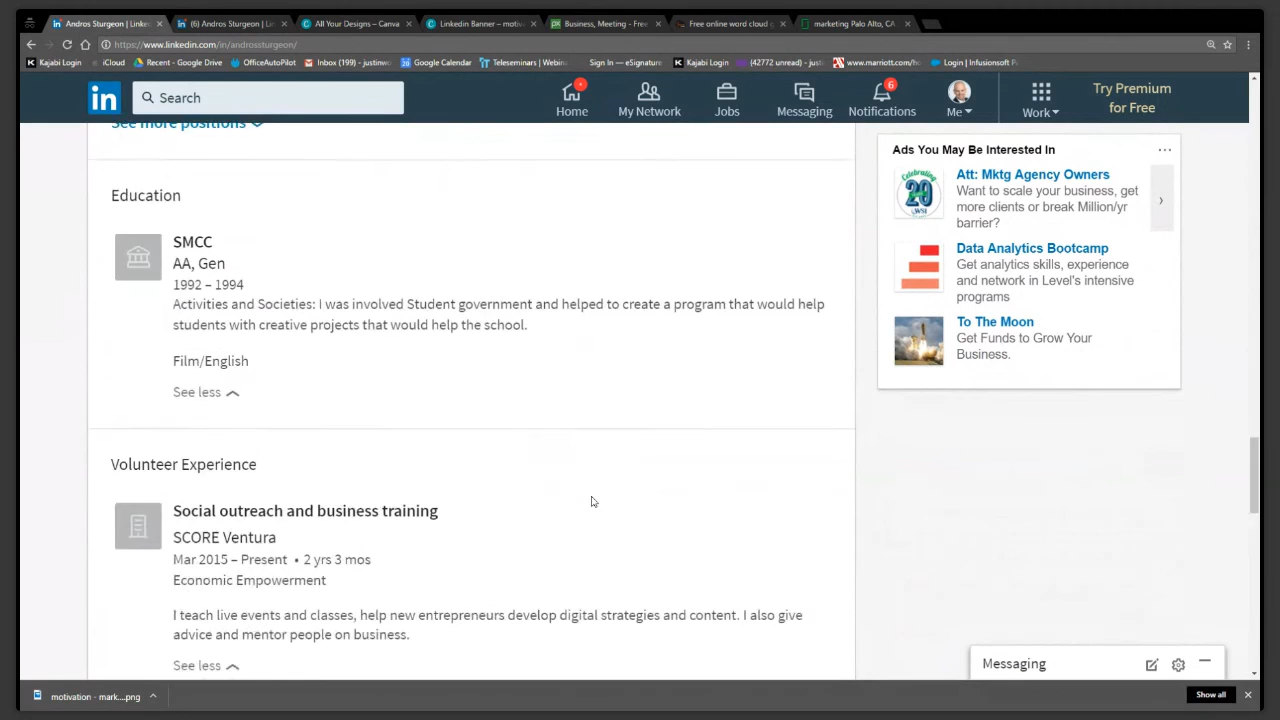 Andros Sturgeon | Linke
(6) Andros Sturgeon | Lin
All Your Designs – Canva
Linkedin Banner – motiv
Business, Meeting - Free
Free online word cloud g
marketing Palo Alto, CA
https://www.linkedin.com/in/androssturgeon/
Kajabi Login
iCloud
Recent - Google Drive
OfficeAutoPilot
Inbox (199) - justinwo
Google Calendar
Teleseminars | Webina
Sign In — eSignature
Kajabi Login
(42772 unread) - justi
www.marriott.com/ho
Login | Infusionsoft P
in
Search
Home
My Network
Jobs
Messaging
6
Notifications
Me
Work
Try Premium
for Free
See more positions
Education
SMCC
AA, Gen
1992 – 1994
Activities and Societies: I was involved Student government and helped to create a program that would help
students with creative projects that would help the school.
Film/English
See less
Volunteer Experience
Social outreach and business training
SCORE Ventura
Mar 2015 – Present • 2 yrs 3 mos
Economic Empowerment
I teach live events and classes, help new entrepreneurs develop digital strategies and content. I also give
advice and mentor people on business.
See less
Ads You May Be Interested In
Celebrating
20
WSI
Att: Mktg Agency Owners
Want to scale your business, get
more clients or break Million/yr
barrier?
Data Analytics Bootcamp
Get analytics skills, experience
and network in Level's intensive
programs
To The Moon
Get Funds to Grow Your
Business.
Messaging
motivation - mark....png
Show all